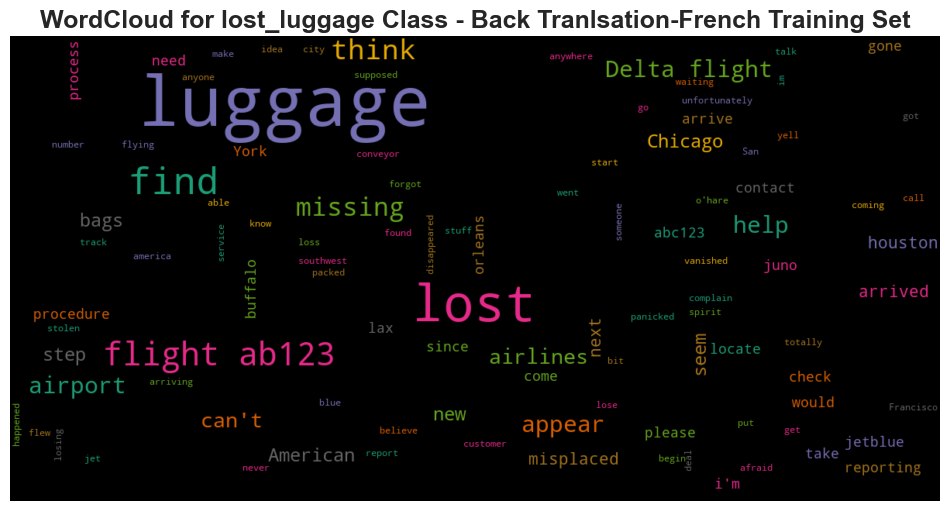 WordCloud for lost_luggage Class - Back Tranlsation-French Training Set
process
need
make
idea
city
think
supposed
anyone
luggage
anywhere
Delta flight
talk
im
gone
waiting
unfortunately
go
arrive
got
number
flying
York
conveyor
Chicago
San
yell
find
start
forgot
missing
went
contact
o'hare
call
coming
able
know
bags
track
service
loss
found
disappeared
stuff
orleans
someone
abc123
help
houston
america
southwest
packed
buffalo
vanished
juno
arrived
lost
complain
spirit
panicked
procedure
stolen
lax
step
flight ab123
since
airlines
next
bit
seem
locate
totally
airport
arriving
come
check
would
happened
flew
losing
jet
blue
can't
believe
new
lose
appear
put
get
Francisco
please
American
report
customer
never
misplaced
begin
deal
afraid
i'm
take
jetblue
reporting